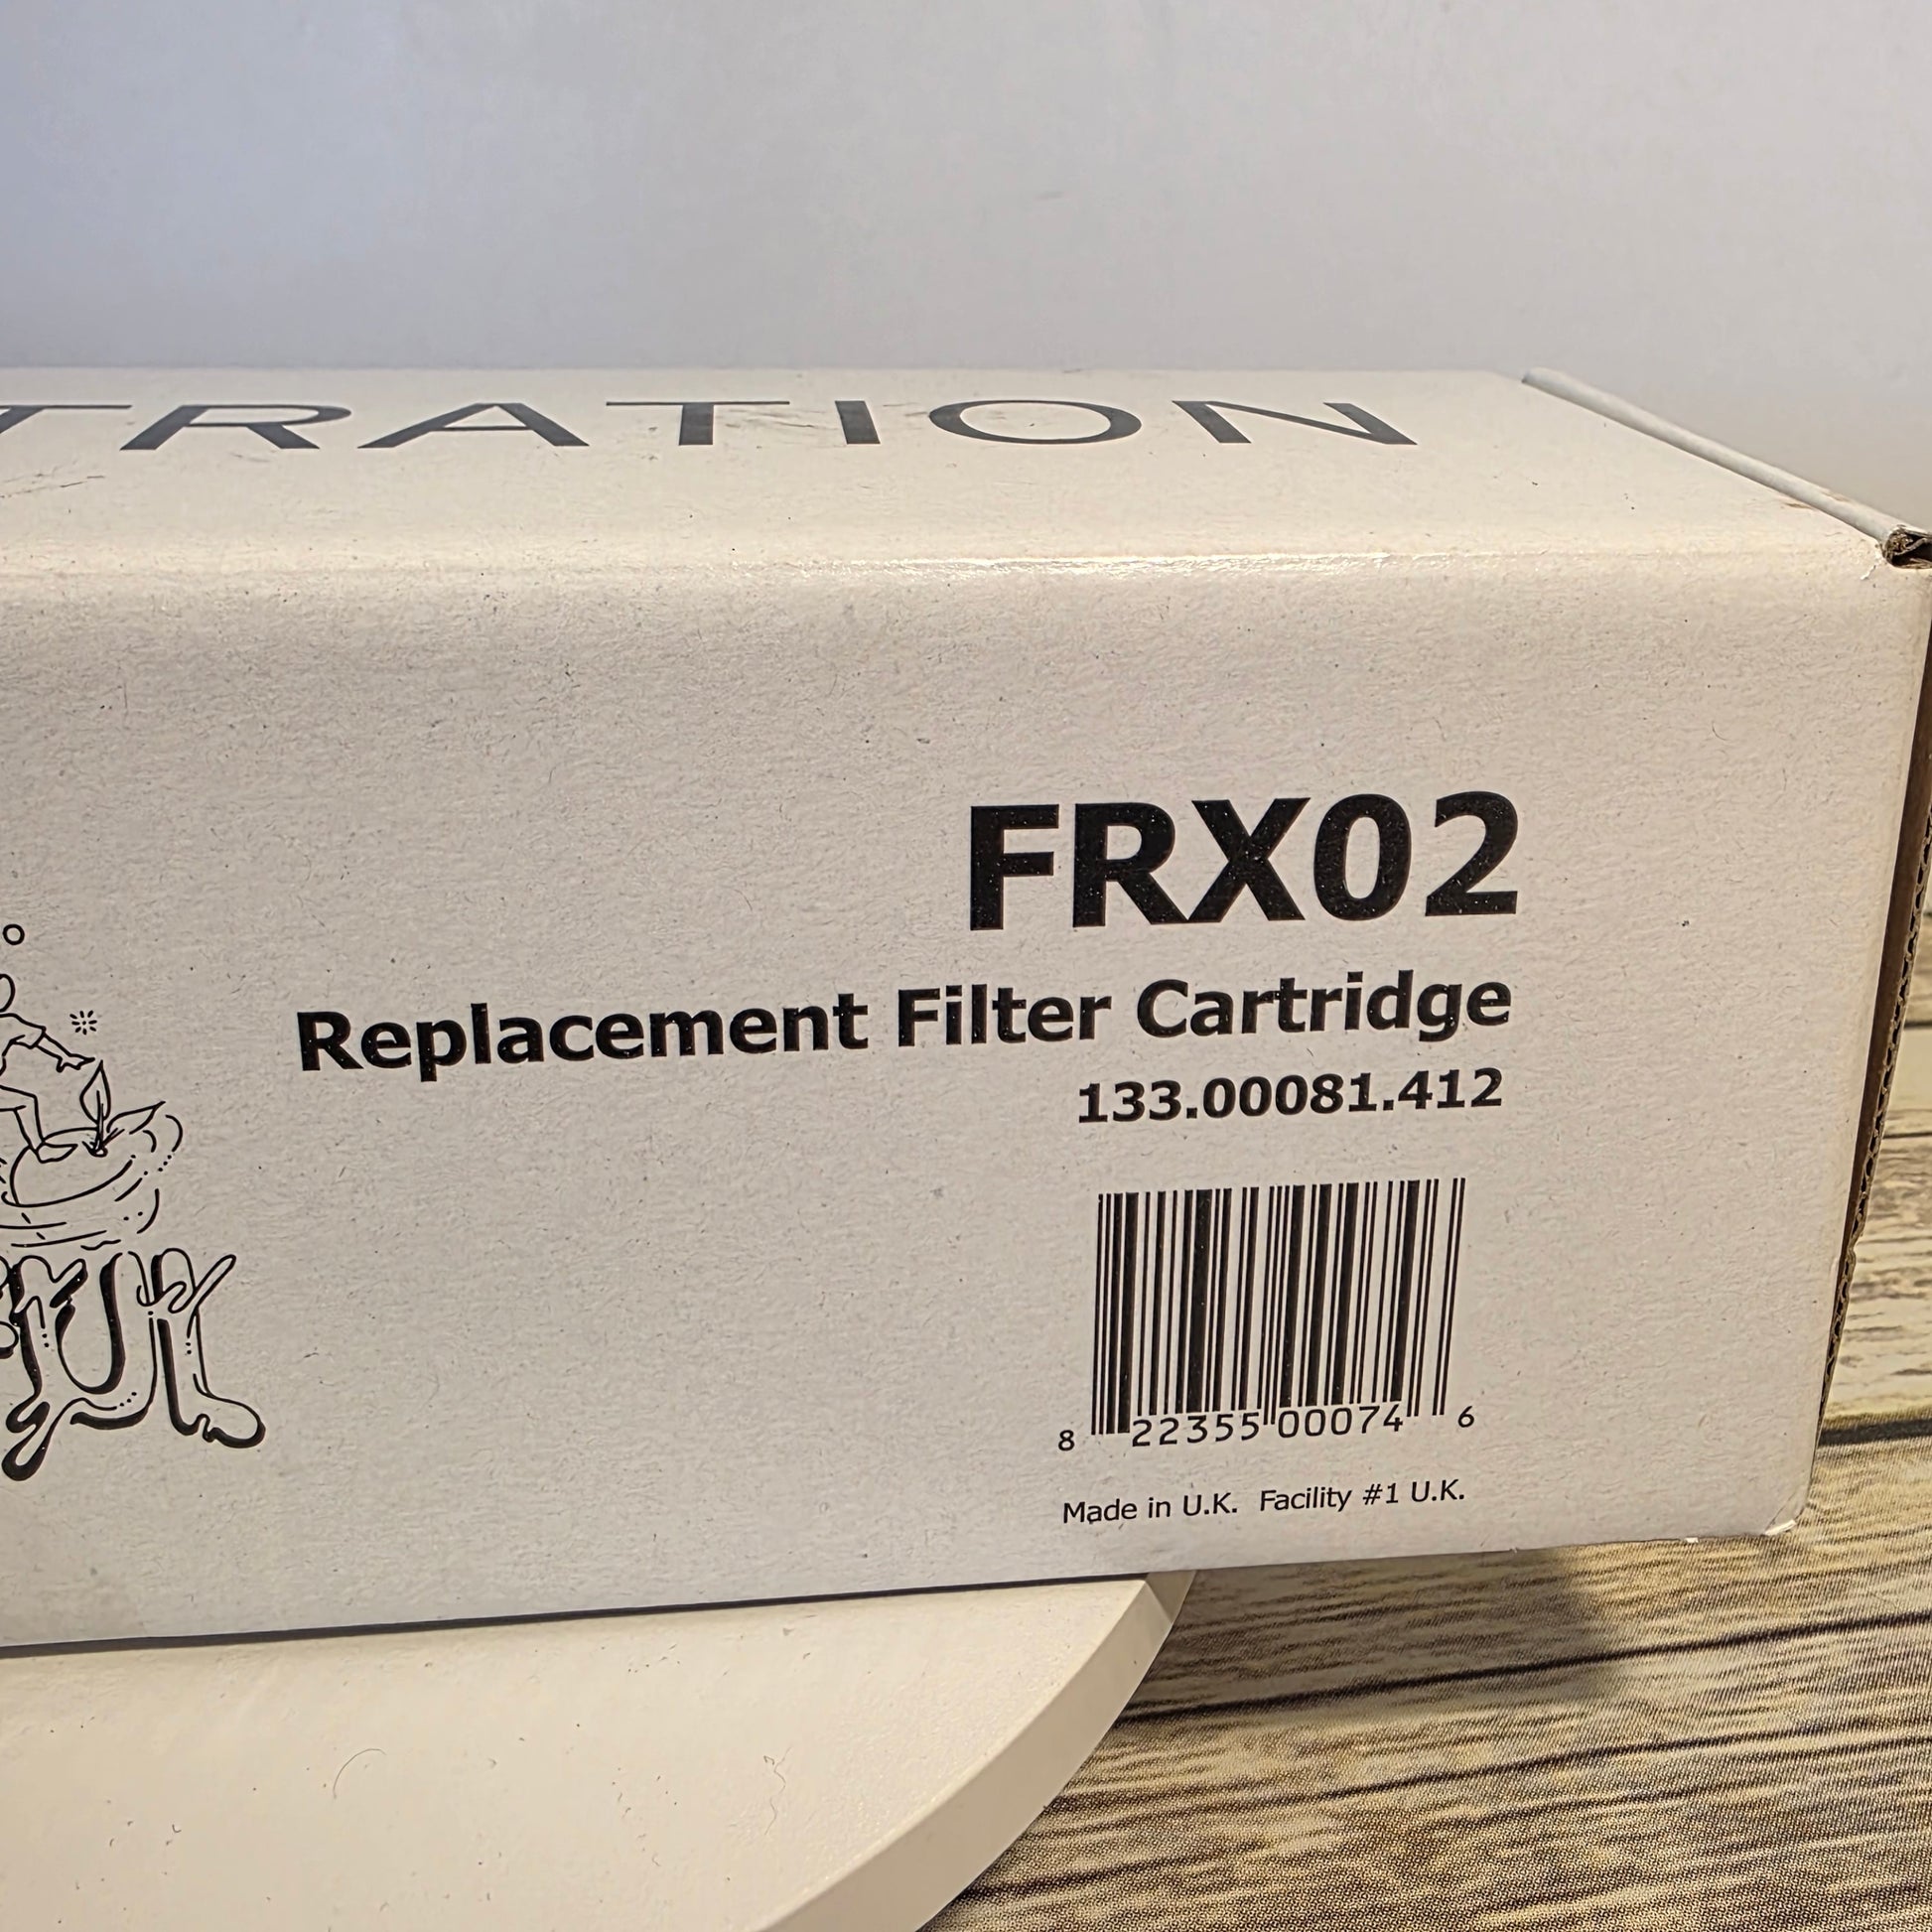 TRATION
FRX02
Replacement Filter Cartridge
133.00081.412
8 22355 00074 6
Made in U.K. Facility #1 U.K.